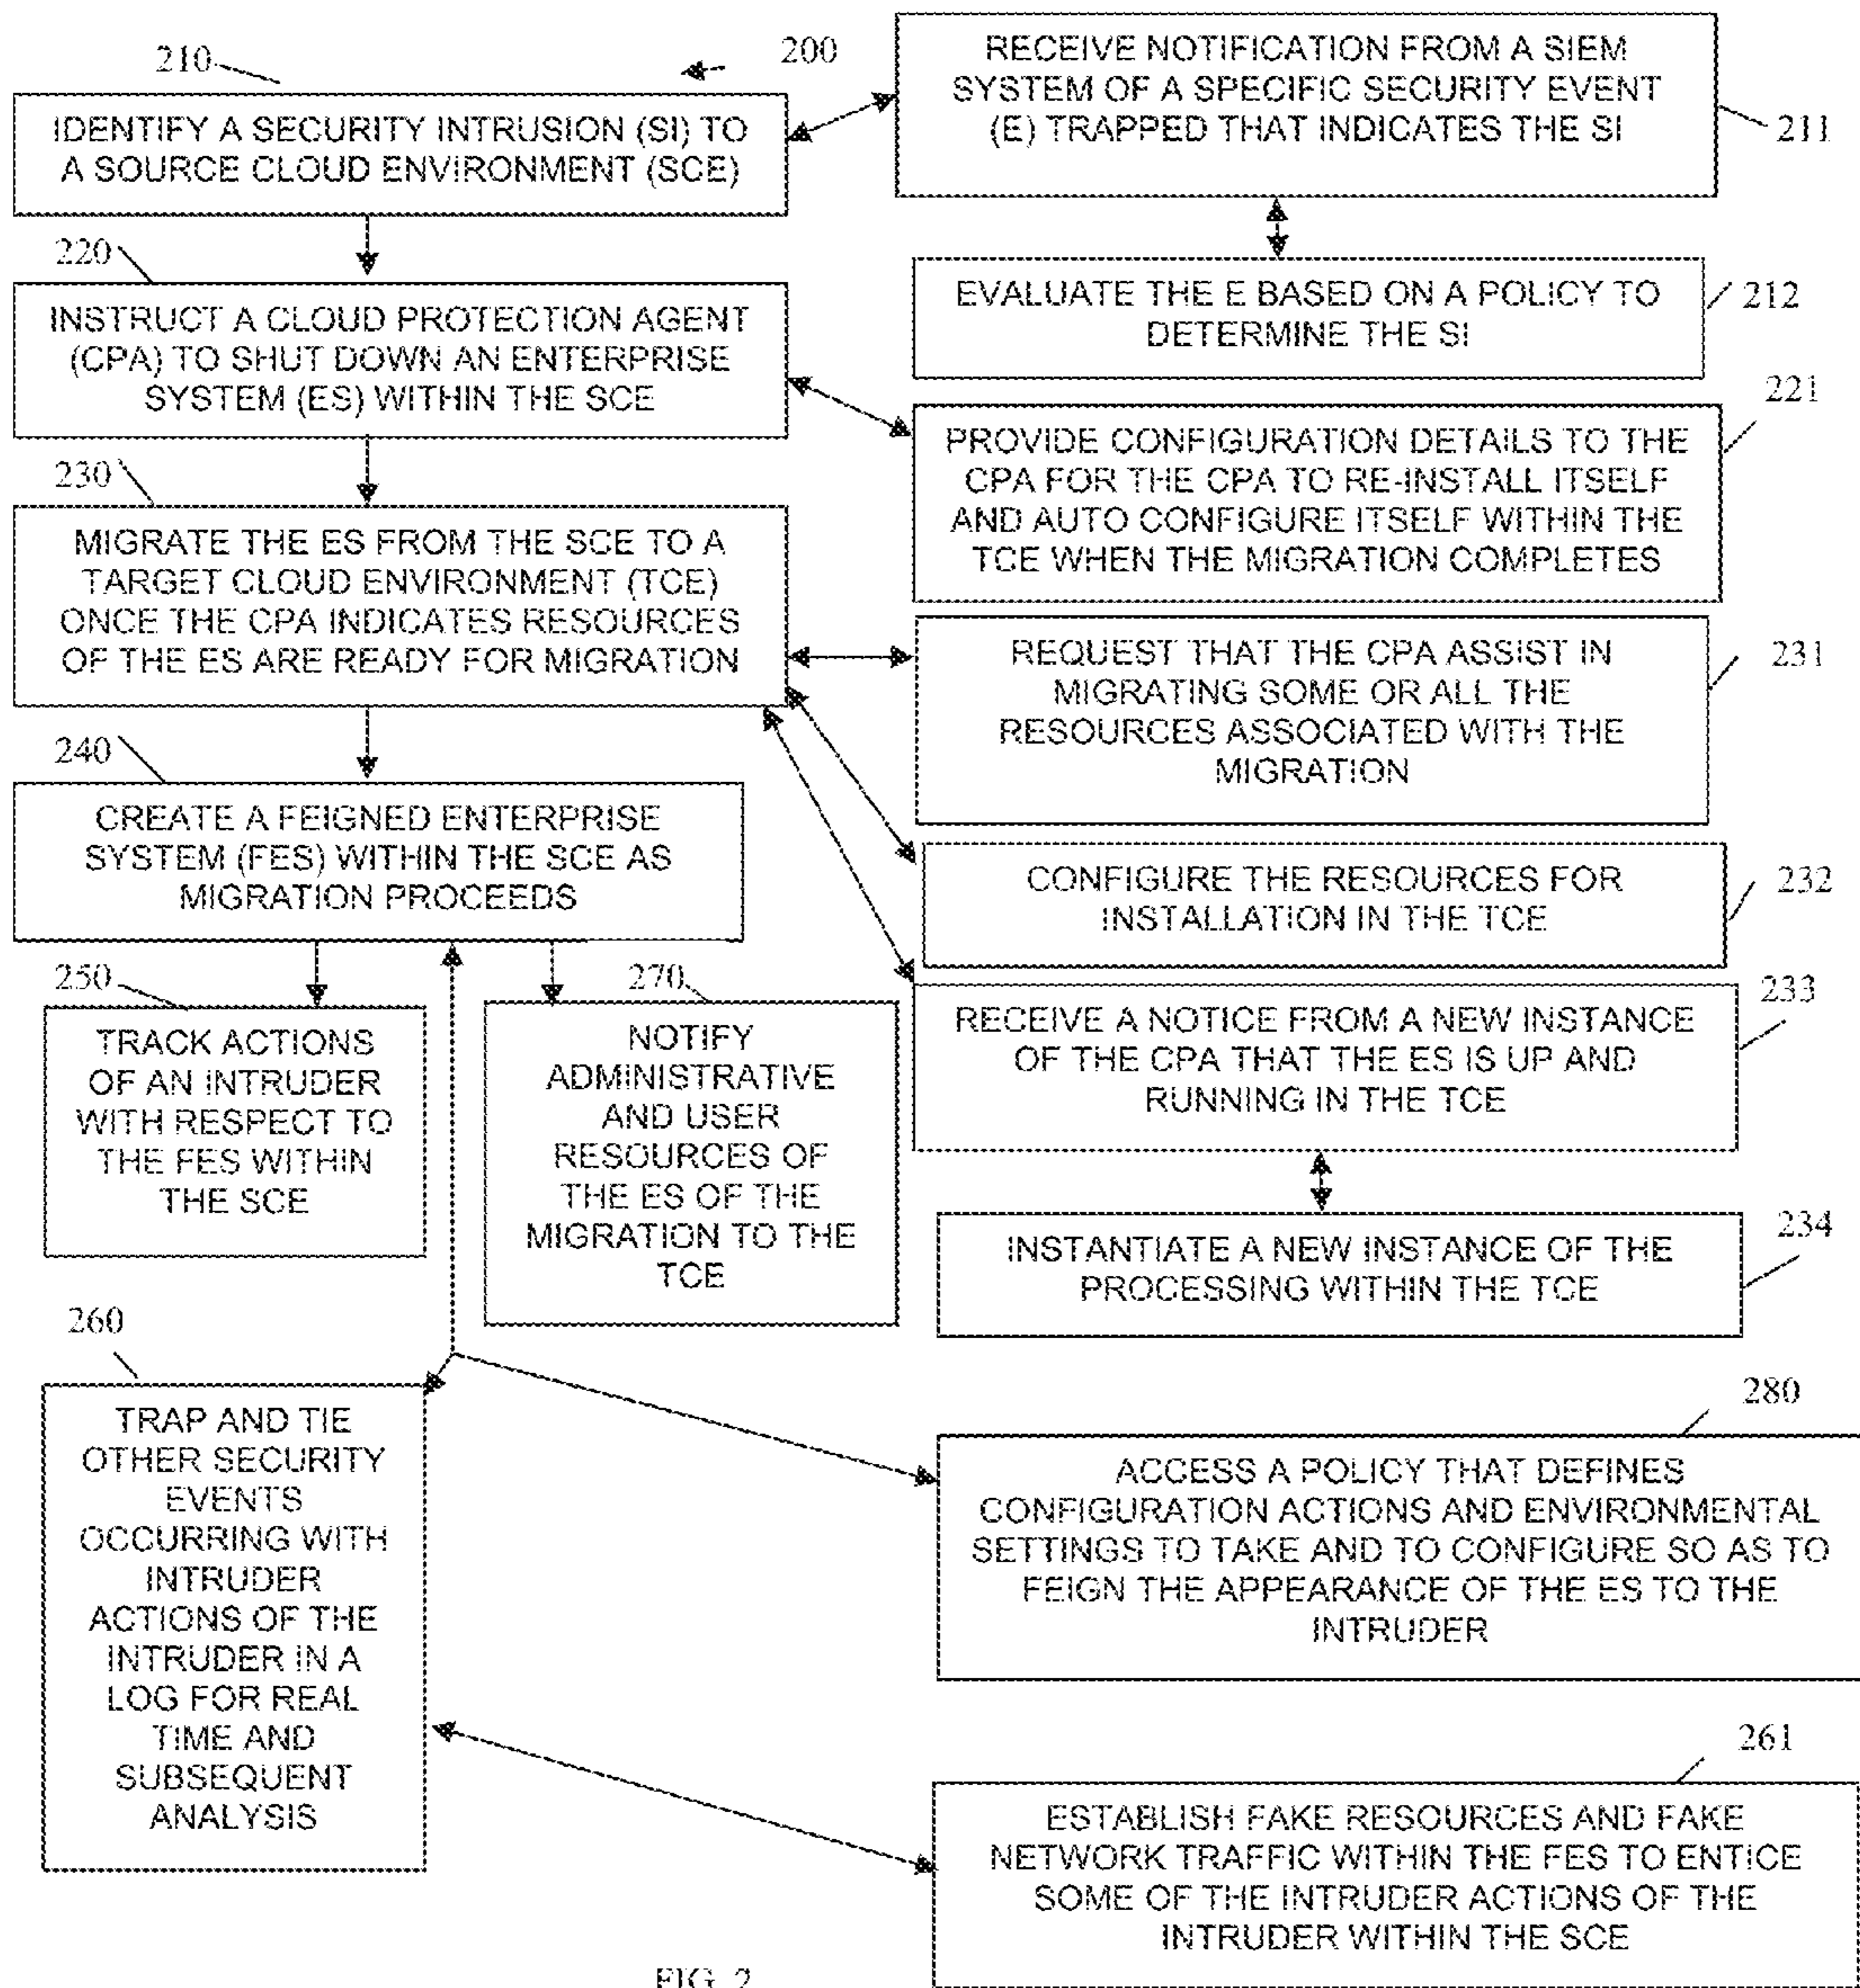 200
210
IDENTIFY A SECURITY INTRUSION (SI) TO
A SOURCE CLOUD ENVIRONMENT (SCE)
RECEIVE NOTIFICATION FROM A SIEM
SYSTEM OF A SPECIFIC SECURITY EVENT
(E) TRAPPED THAT INDICATES THE SI
211
EVALUATE THE E BASED ON A POLICY TO
DETERMINE THE SI
212
220
INSTRUCT A CLOUD PROTECTION AGENT
(CPA) TO SHUT DOWN AN ENTERPRISE
SYSTEM (ES) WITHIN THE SCE
221
PROVIDE CONFIGURATION DETAILS TO THE
CPA FOR THE CPA TO RE-INSTALL ITSELF
AND AUTO CONFIGURE ITSELF WITHIN THE
TCE WHEN THE MIGRATION COMPLETES
230
MIGRATE THE ES FROM THE SCE TO A
TARGET CLOUD ENVIRONMENT (TCE)
ONCE THE CPA INDICATES RESOURCES
OF THE ES ARE READY FOR MIGRATION
REQUEST THAT THE CPA ASSIST IN
MIGRATING SOME OR ALL THE
RESOURCES ASSOCIATED WITH THE
MIGRATION
231
240
CREATE A FEIGNED ENTERPRISE
SYSTEM (FES) WITHIN THE SCE AS
MIGRATION PROCEEDS
CONFIGURE THE RESOURCES FOR
INSTALLATION IN THE TCE
232
250
TRACK ACTIONS
OF AN INTRUDER
WITH RESPECT TO
THE FES WITHIN
THE SCE
270
NOTIFY
ADMINISTRATIVE
AND USER
RESOURCES OF
THE ES OF THE
MIGRATION TO THE
TCE
233
RECEIVE A NOTICE FROM A NEW INSTANCE
OF THE CPA THAT THE ES IS UP AND
RUNNING IN THE TCE
234
INSTANTIATE A NEW INSTANCE OF THE
PROCESSING WITHIN THE TCE
260
TRAP AND TIE
OTHER SECURITY
EVENTS
OCCURRING WITH
INTRUDER
ACTIONS OF THE
INTRUDER IN A
LOG FOR REAL
TIME AND
SUBSEQUENT
ANALYSIS
280
ACCESS A POLICY THAT DEFINES
CONFIGURATION ACTIONS AND ENVIRONMENTAL
SETTINGS TO TAKE AND TO CONFIGURE SO AS TO
FEIGN THE APPEARANCE OF THE ES TO THE
INTRUDER
261
ESTABLISH FAKE RESOURCES AND FAKE
NETWORK TRAFFIC WITHIN THE FES TO ENTICE
SOME OF THE INTRUDER ACTIONS OF THE
INTRUDER WITHIN THE SCE
FIG. 2